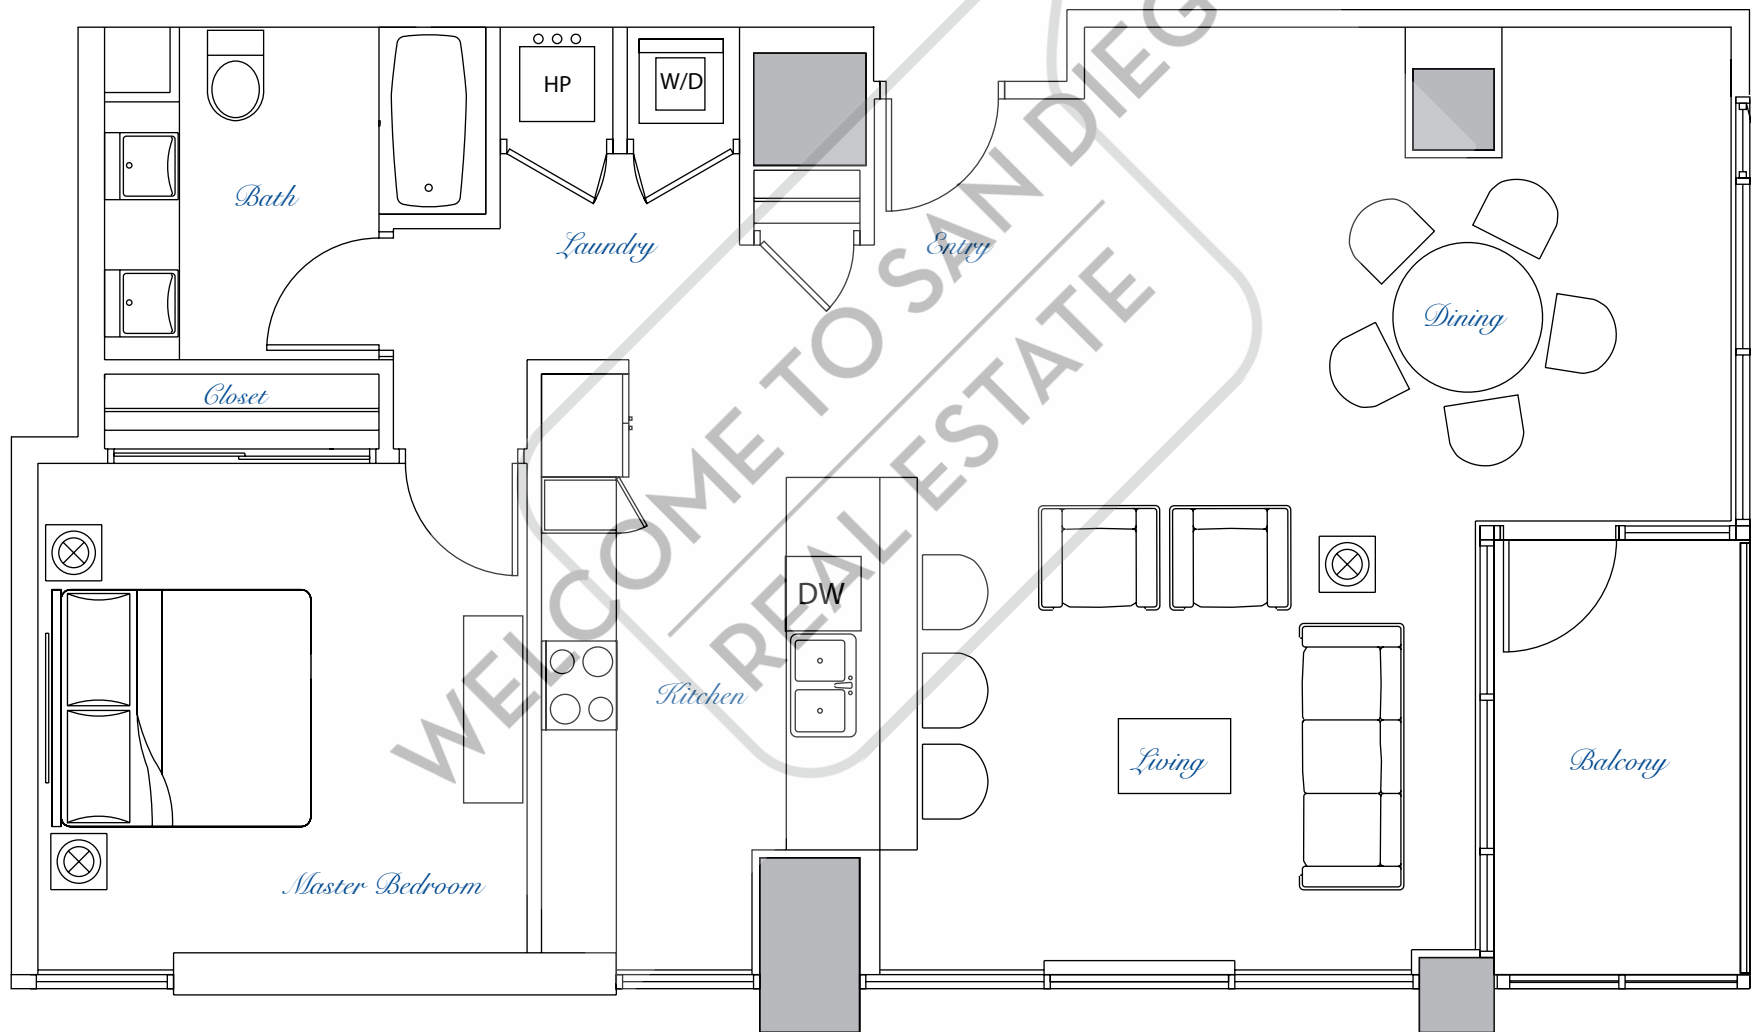 HP
W/D
Bath
Laundry
Entry
Dining
Closet
DW
Kitchen
Living
Balcony
Master Bedroom
WELCOME TO SAN DIEG
REAL ESTATE